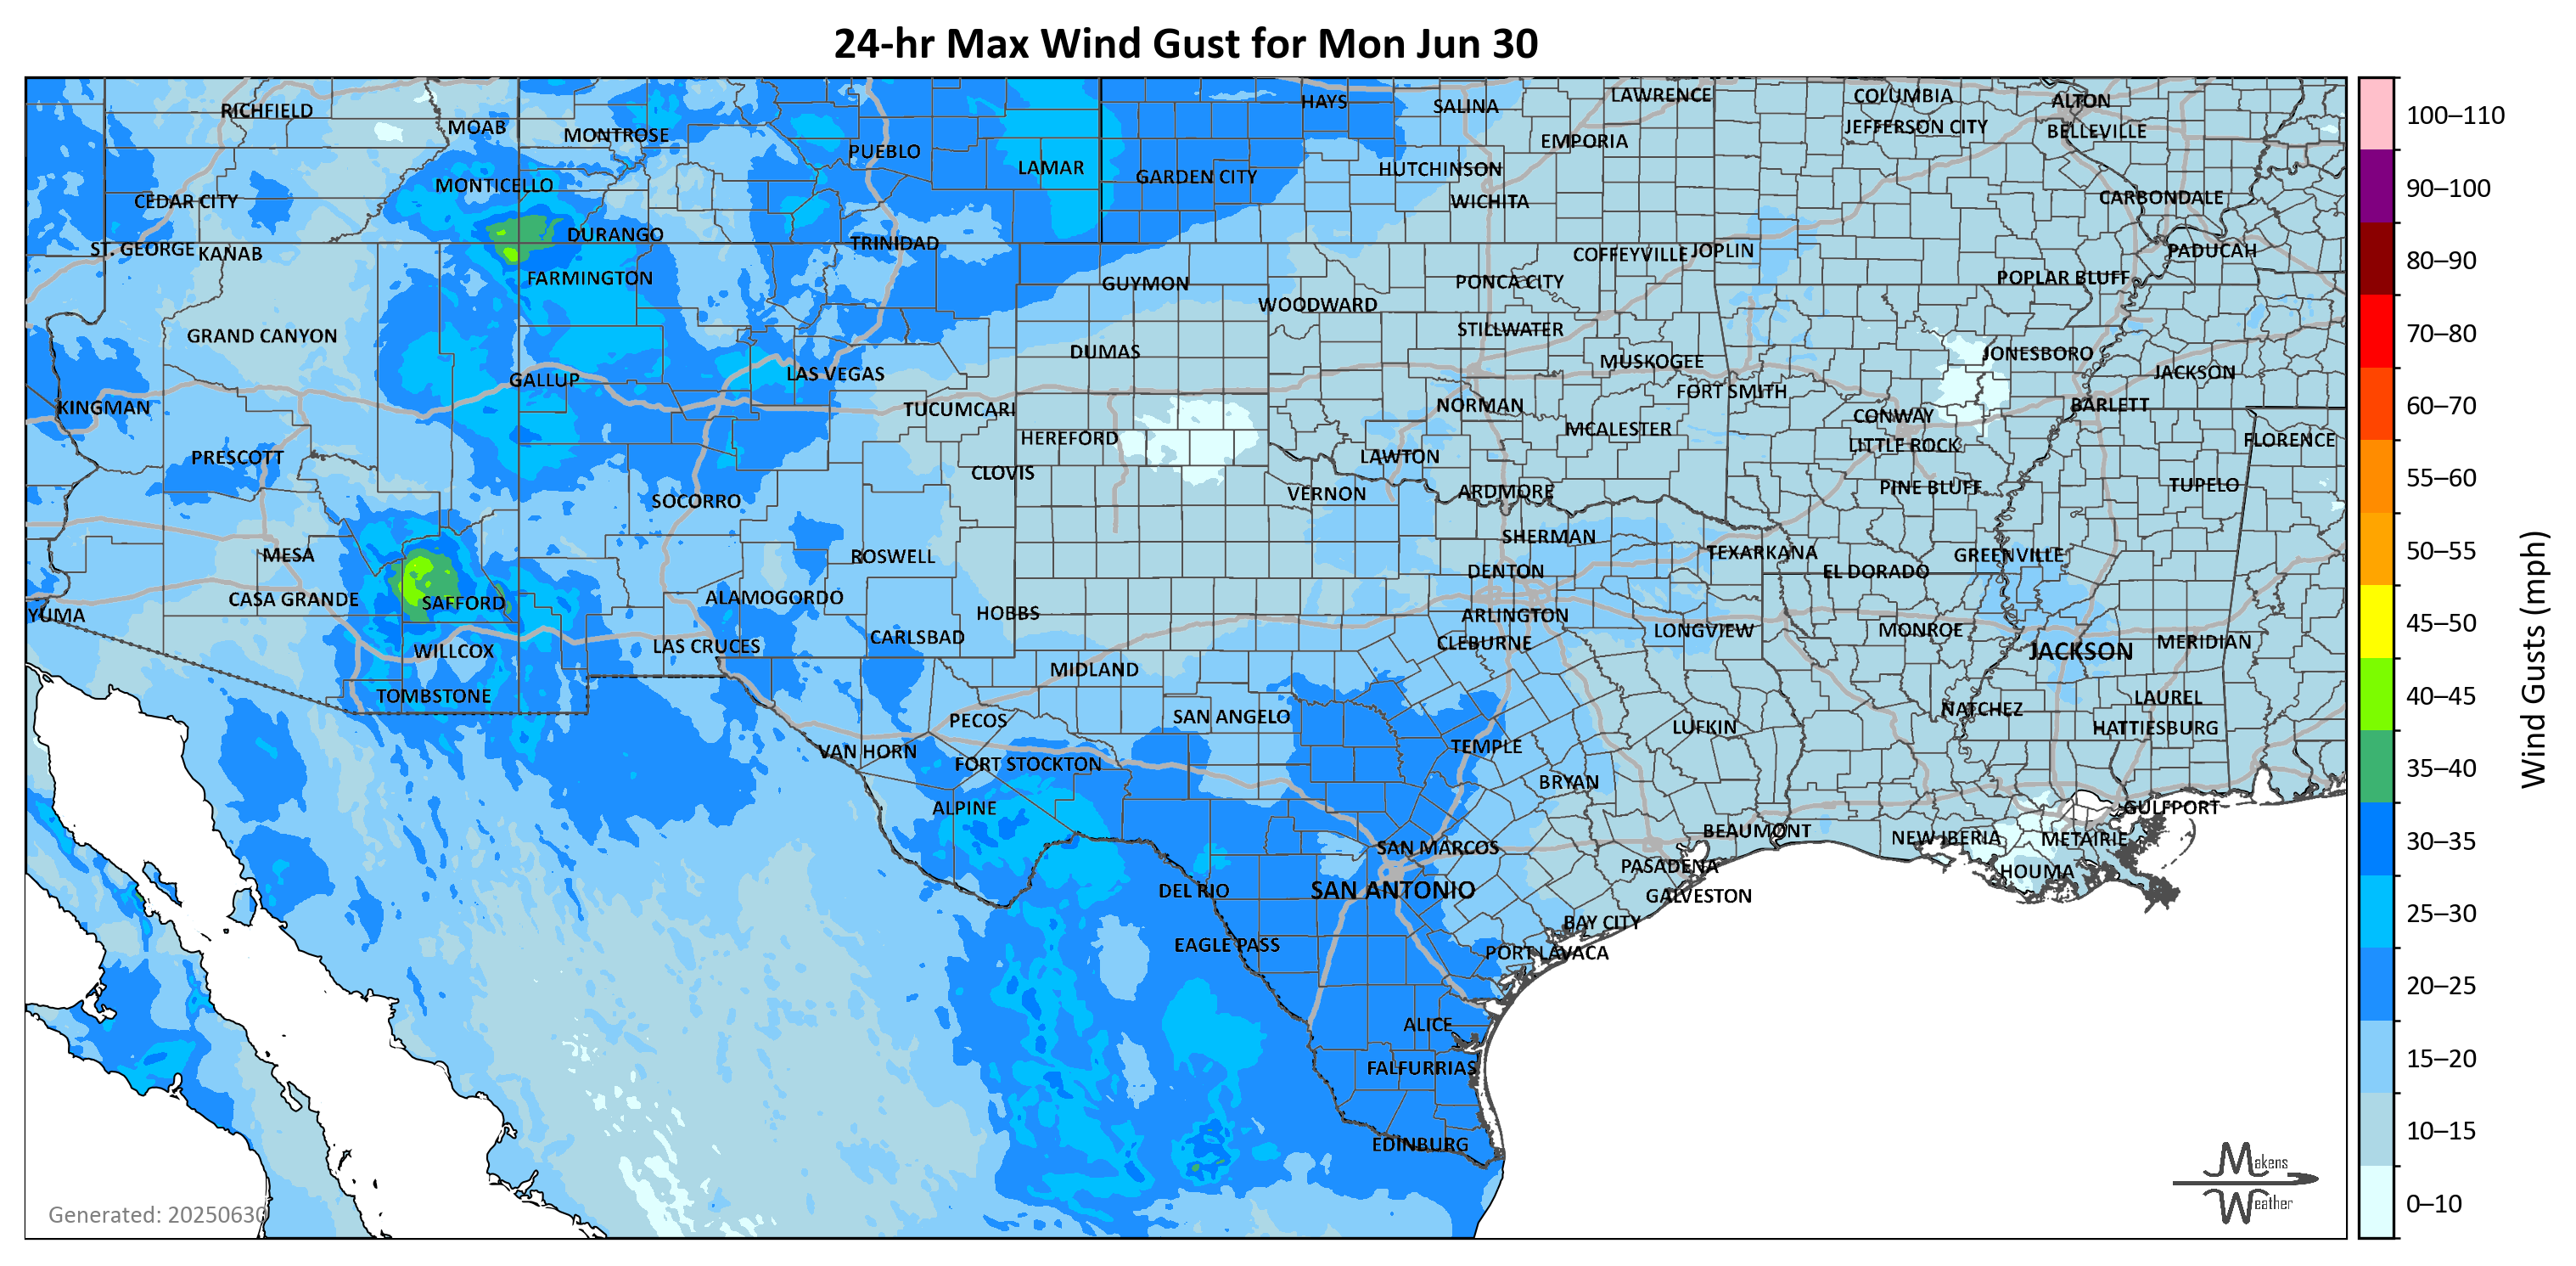 24-hr Max Wind Gust for Mon Jun 30
RICHFIELD
MOAB
MONTROSE
PUEBLO
LAMAR
HAYS
SALINA
LAWRENCE
COLUMBIA
ALTON
JEFFERSON CITY
BELLEVILLE
EMPORIA
HUTCHINSON
GARDEN CITY
MONTICELLO
CEDAR CITY
WICHITA
CARBONDALE
DURANGO
TRINIDAD
ST. GEORGE
KANAB
COFFEYVILLE
JOPLIN
PADUCAH
FARMINGTON
GUYMON
PONCA CITY
POPLAR BLUFF
WOODWARD
GRAND CANYON
STILLWATER
DUMAS
MUSKOGEE
JONESBORO
GALLUP
LAS VEGAS
JACKSON
FORT SMITH
KINGMAN
TUCUMCARI
NORMAN
CONWAY
BARLETT
HEREFORD
MCALESTER
LITTLE ROCK
FLORENCE
PRESCOTT
CLOVIS
LAWTON
SOCORRO
VERNON
ARDMORE
PINE BLUFF
TUPELO
MESA
ROSWELL
SHERMAN
TEXARKANA
GREENVILLE
DENTON
EL DORADO
CASA GRANDE
SAFFORD
ALAMOGORDO
YUMA
HOBBS
ARLINGTON
WILLCOX
LAS CRUCES
CARLSBAD
CLEBURNE
LONGVIEW
MONROE
JACKSON
MERIDIAN
TOMBSTONE
MIDLAND
LAUREL
PECOS
SAN ANGELO
NATCHEZ
LUFKIN
HATTIESBURG
VAN HORN
FORT STOCKTON
TEMPLE
BRYAN
ALPINE
GULFPORT
SAN MARCOS
BEAUMONT
NEW IBERIA
METAIRIE
PASADENA
HOUMA
DEL RIO
SAN ANTONIO
GALVESTON
BAY CITY
EAGLE PASS
PORT LAVACA
ALICE
FALFURRIAS
EDINBURG
Generated: 20250630
Makens
Weather
100–110
90–100
80–90
70–80
60–70
55–60
50–55
45–50
40–45
35–40
30–35
25–30
20–25
15–20
10–15
0–10
Wind Gusts (mph)